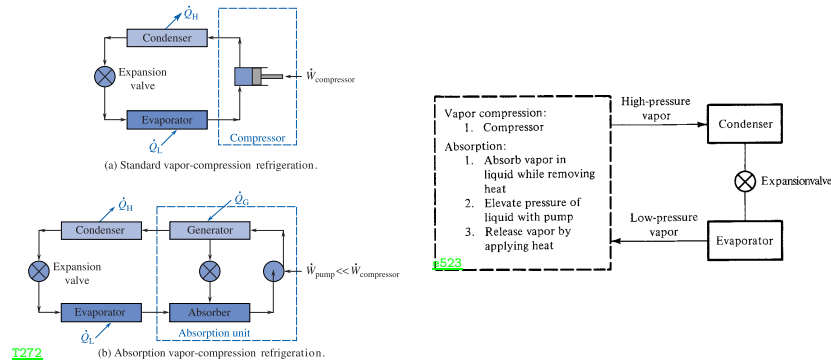 Q̇H
Condenser
Expansion
valve
Ẇcompressor
Evaporator
Q̇L
Compressor
(a) Standard vapor-compression refrigeration.
Q̇H
Q̇G
Condenser
Generator
Expansion
valve
Ẇpump << Ẇcompressor
Evaporator
Absorber
Q̇L
Absorption unit
T272
(b) Absorption vapor-compression refrigeration.
Vapor compression:
1. Compressor
Absorption:
1. Absorb vapor in
liquid while removing
heat
2. Elevate pressure of
liquid with pump
3. Release vapor by
applying heat
High-pressure
vapor
Condenser
Expansionvalve
Low-pressure
vapor
Evaporator
s523